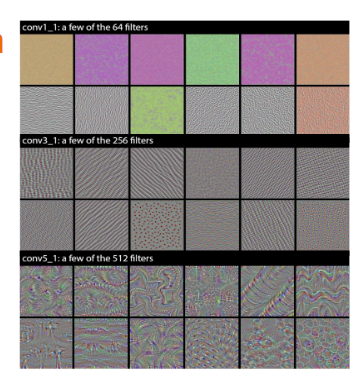 conv1_1: a few of the 64 filters
conv3_1: a few of the 256 filters
conv5_1: a few of the 512 filters